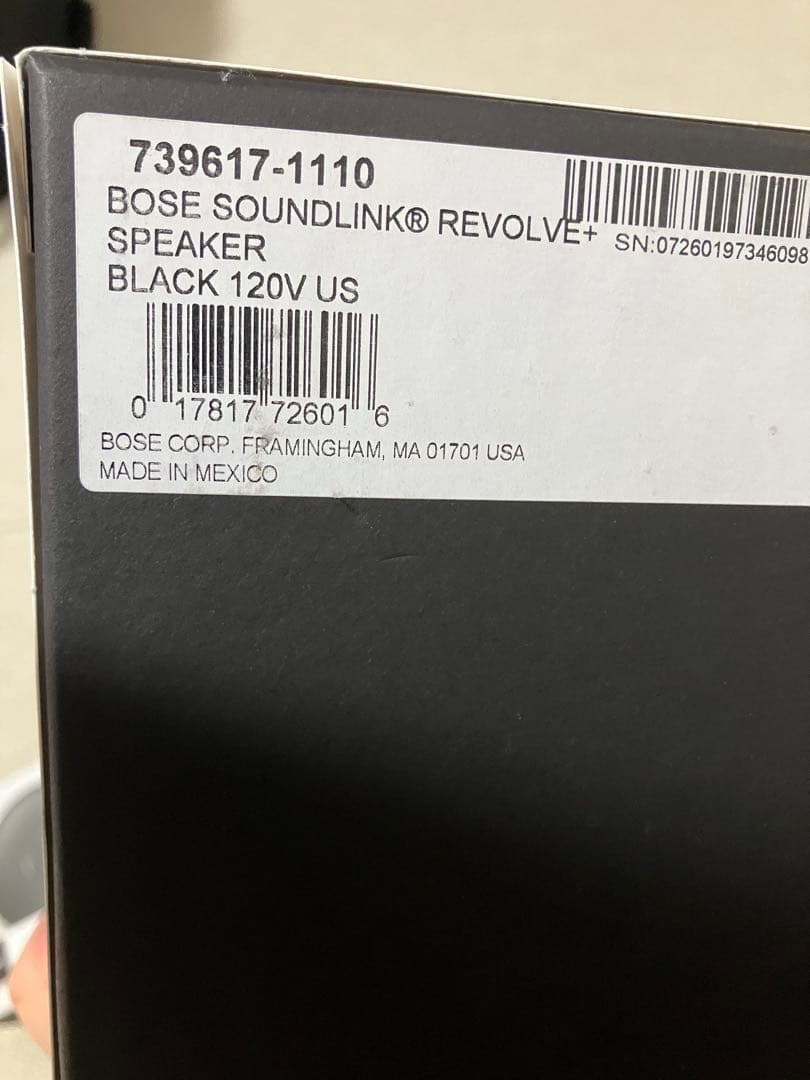 739617-1110
BOSE SOUNDLINK® REVOLVE+
SPEAKER
BLACK 120V US
SN:07260197346098
0 17817 72601 6
BOSE CORP. FRAMINGHAM, MA 01701 USA
MADE IN MEXICO